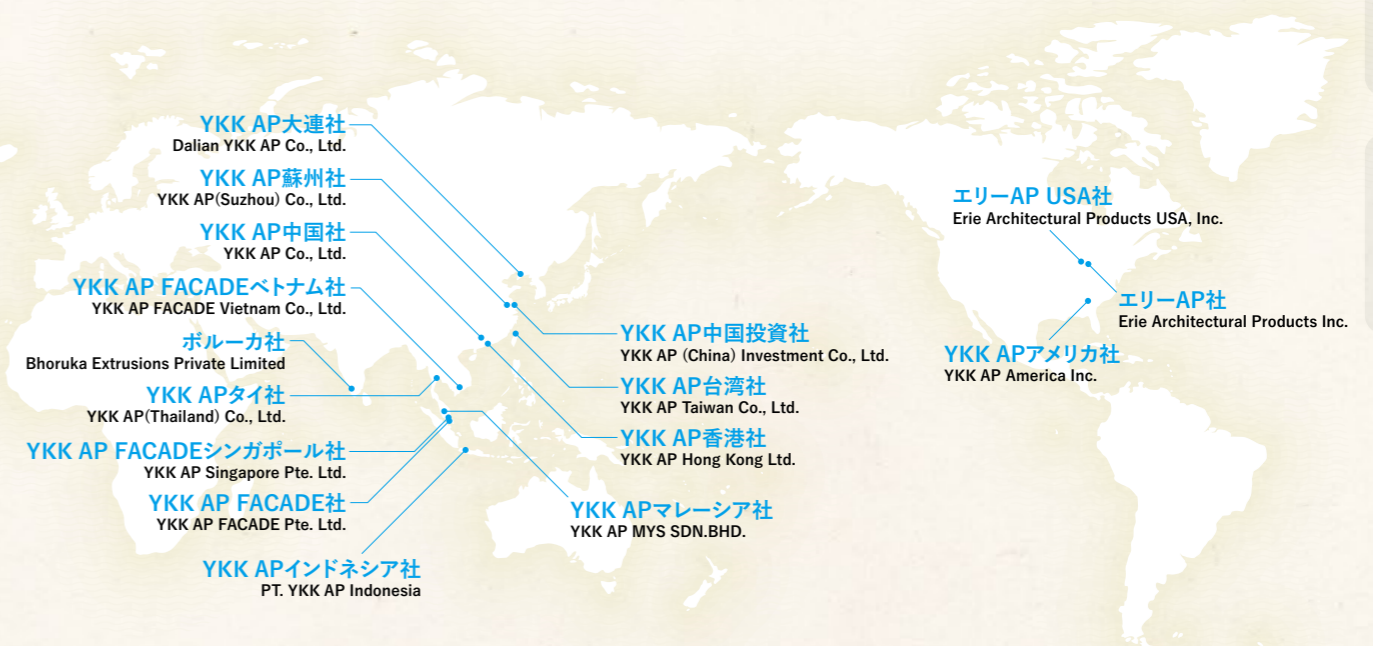 YKK AP大連社
Dalian YKK AP Co., Ltd.
YKK AP蘇州社
YKK AP(Suzhou) Co., Ltd.
YKK AP中国社
YKK AP Co., Ltd.
YKK AP FACADEベトナム社
YKK AP FACADE Vietnam Co., Ltd.
ボルーカ社
Bhoruka Extrusions Private Limited
YKK APタイ社
YKK AP(Thailand) Co., Ltd.
YKK AP FACADEシンガポール社
YKK AP Singapore Pte. Ltd.
YKK AP FACADE社
YKK AP FACADE Pte. Ltd.
YKK APインドネシア社
PT. YKK AP Indonesia
YKK AP中国投資社
YKK AP (China) Investment Co., Ltd.
YKK AP台湾社
YKK AP Taiwan Co., Ltd.
YKK AP香港社
YKK AP Hong Kong Ltd.
YKK APマレーシア社
YKK AP MYS SDN.BHD.
エリーAP USA社
Erie Architectural Products USA, Inc.
エリーAP社
Erie Architectural Products Inc.
YKK APアメリカ社
YKK AP America Inc.